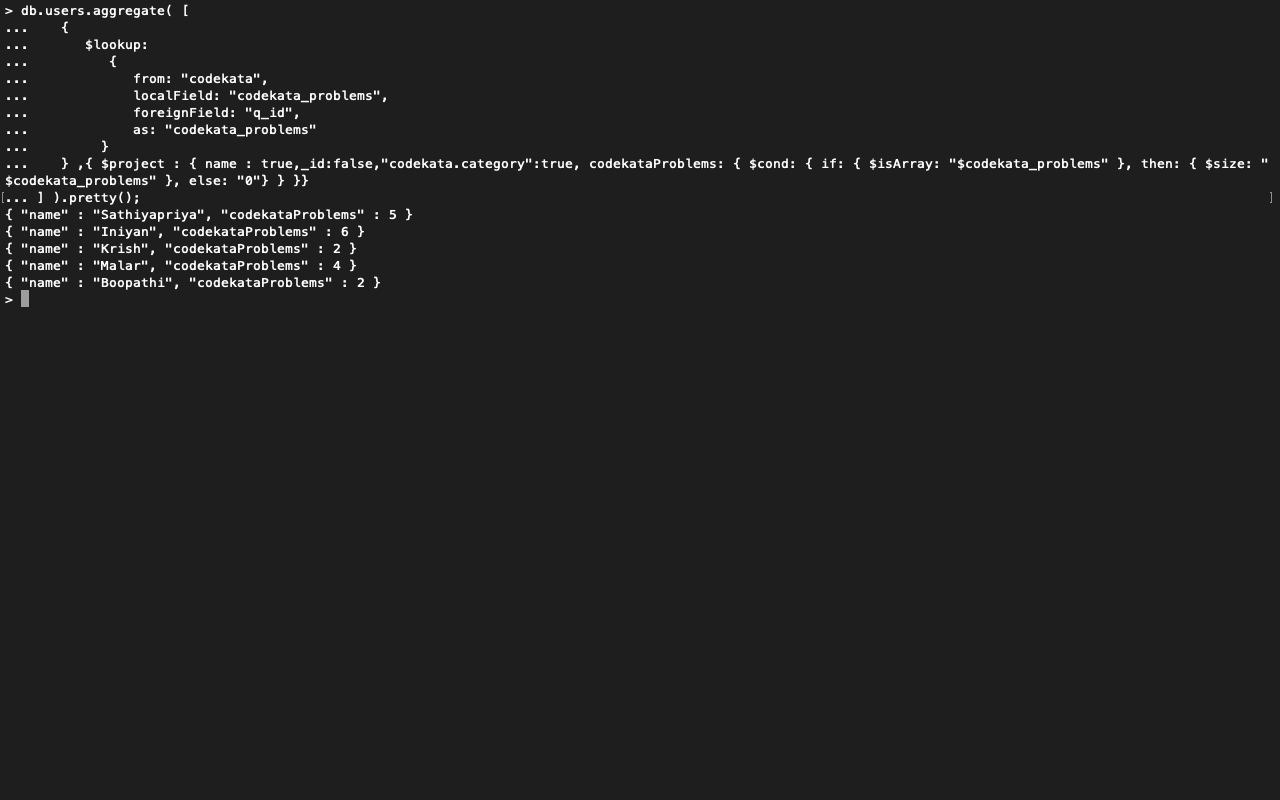 > db.users.aggregate( [
...    {
...       $lookup:
...          {
...             from: "codekata",
...             localField: "codekata_problems",
...             foreignField: "q_id",
...             as: "codekata_problems"
...         }
...    } ,{ $project : { name : true,_id:false,"codekata.category":true, codekataProblems: { $cond: { if: { $isArray: "$codekata_problems" }, then: { $size: "
$codekata_problems" }, else: "0"} } }}
[... ] ).pretty(); ]
{ "name" : "Sathiyapriya", "codekataProblems" : 5 }
{ "name" : "Iniyan", "codekataProblems" : 6 }
{ "name" : "Krish", "codekataProblems" : 2 }
{ "name" : "Malar", "codekataProblems" : 4 }
{ "name" : "Boopathi", "codekataProblems" : 2 }
>